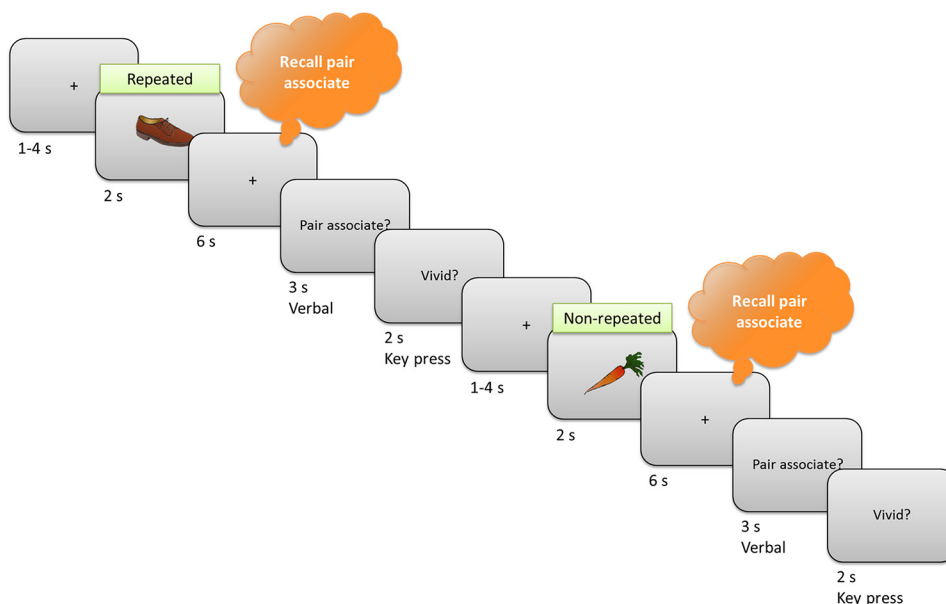 Recall pair
associate
Repeated
+
1-4 s
2 s
+
6 s
Pair associate?
3 s
Verbal
Vivid?
2 s
Key press
+
1-4 s
Non-repeated
2 s
Recall pair
associate
+
6 s
Pair associate?
3 s
Verbal
Vivid?
2 s
Key press